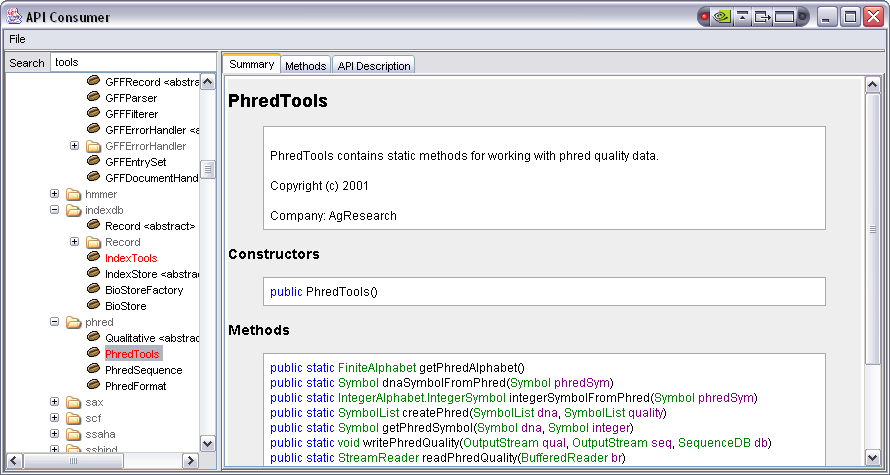 API Consumer
File
Search tools
GFFRecord <abstra
GFFParser
GFFFilterer
GFFErrorHandler <a
GFFErrorHandler
GFFEntrySet
GFFDocumentHand
hmmer
indexdb
Record <abstract>
Record
IndexTools
IndexStore <abstra
BioStoreFactory
BioStore
phred
Qualitative <abstrac
PhredTools
PhredSequence
PhredFormat
sax
scf
ssaha
sshind
Summary Methods API Description
PhredTools
PhredTools contains static methods for working with phred quality data.
Copyright (c) 2001
Company: AgResearch
Constructors
public PhredTools()
Methods
public static FiniteAlphabet getPhredAlphabet()
public static Symbol dnaSymbolFromPhred(Symbol phredSym)
public static IntegerAlphabet.IntegerSymbol integerSymbolFromPhred(Symbol phredSym)
public static SymbolList createPhred(SymbolList dna, SymbolList quality)
public static Symbol getPhredSymbol(Symbol dna, Symbol integer)
public static void writePhredQuality(OutputStream qual, OutputStream seq, SequenceDB db)
public static StreamReader readPhredQuality(BufferedReader br)